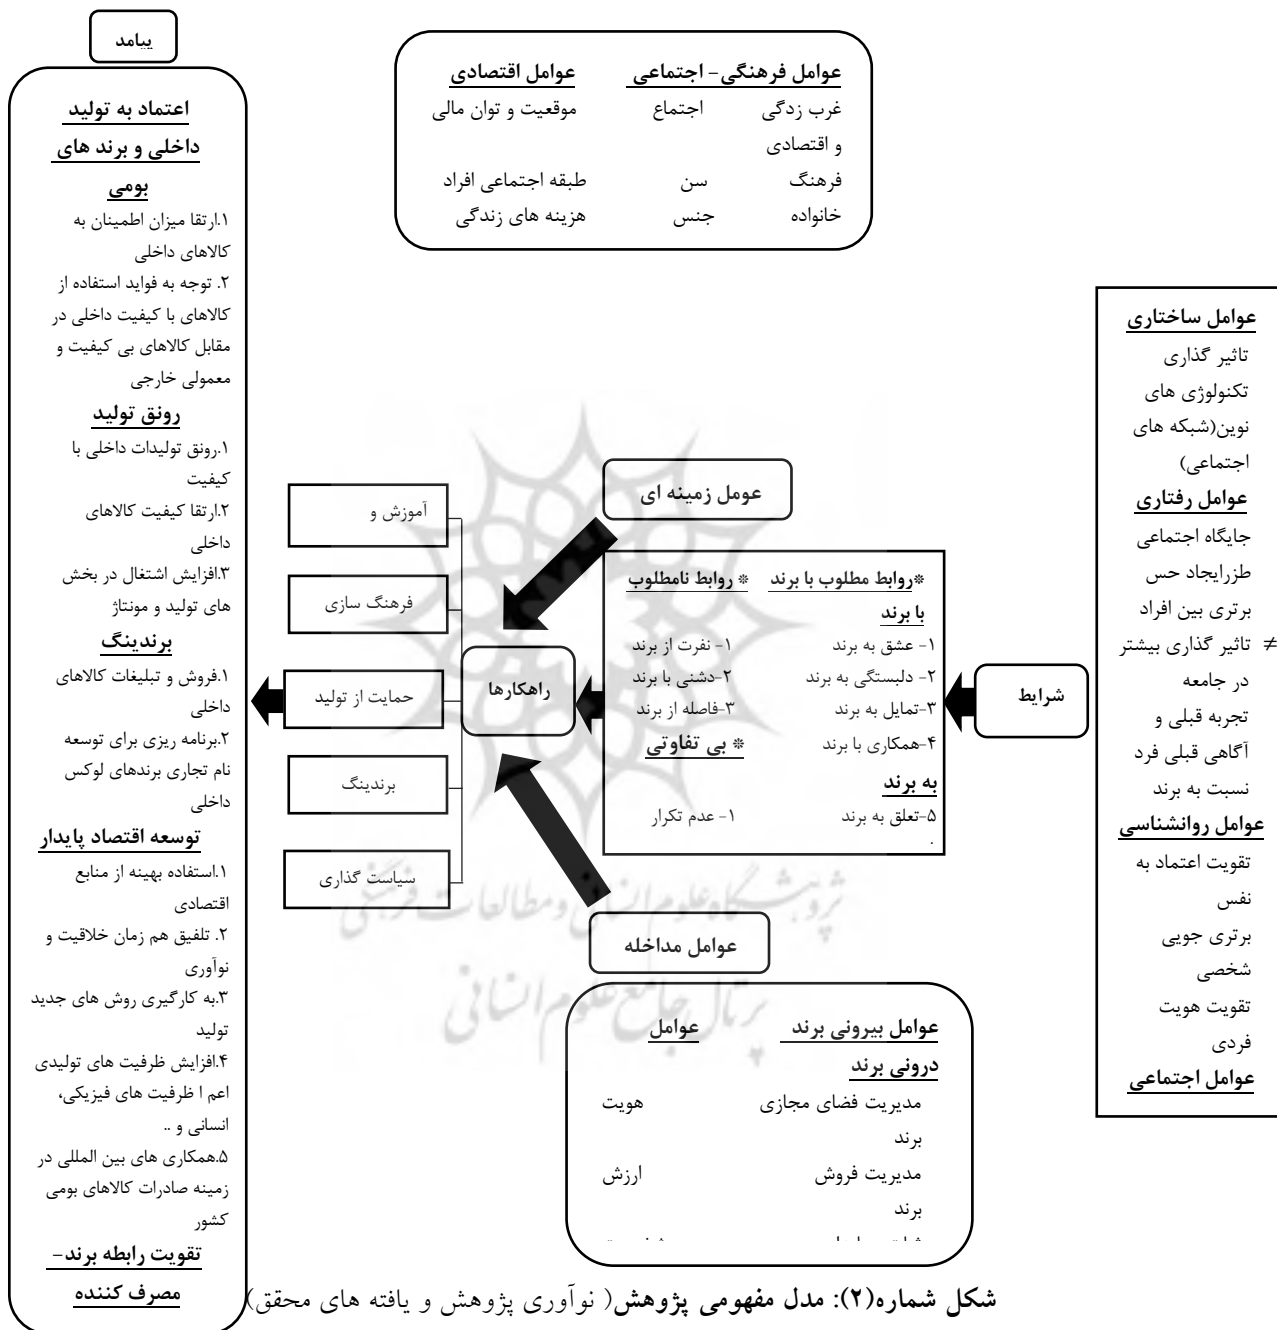 پیامد
اعتماد به تولید
داخلی و برند های
بومی
۱.ارتقا میزان اطمینان به
کالاهای داخلی
۲. توجه به فواید استفاده از
کالاهای با کیفیت داخلی در
مقابل کالاهای بی کیفیت و
معمولی خارجی
رونق تولید
۱.رونق تولیدات داخلی با
کیفیت
۲.ارتقا کیفیت کالاهای
داخلی
۳.افزایش اشتغال در بخش
های تولید و مونتاژ
برندینگ
۱.فروش و تبلیغات کالاهای
داخلی
۲.برنامه ریزی برای توسعه
نام تجاری برندهای لوکس
داخلی
توسعه اقتصاد پایدار
۱.استفاده بهینه از منابع
اقتصادی
۲. تلفیق هم زمان خلاقیت و
نوآوری
۳.به کارگیری روش های جدید
تولید
۴.افزایش ظرفیت های تولیدی
اعم ا ظرفیت های فیزیکی،
انسانی و ..
۵.همکاری های بین المللی در
زمینه صادرات کالاهای بومی
کشور
تقویت رابطه برند-
مصرف کننده
عوامل فرهنگی- اجتماعی عوامل اقتصادی
غرب زدگی اجتماع موقعیت و توان مالی
و اقتصادی
فرهنگ سن طبقه اجتماعی افراد
خانواده جنس هزینه های زندگی
عوامل ساختاری
تاثیر گذاری
تکنولوژی های
نوین(شبکه های
اجتماعی)
عوامل رفتاری
جایگاه اجتماعی
طزرایجاد حس
برتری بین افراد
≠ تاثیر گذاری بیشتر
در جامعه
تجربه قبلی و
آگاهی قبلی فرد
نسبت به برند
عوامل روانشناسی
تقویت اعتماد به
نفس
برتری جویی
شخصی
تقویت هویت
فردی
عوامل اجتماعی
شرایط
عومل زمینه ای
*روابط مطلوب با برند * روابط نامطلوب
با برند
۱- عشق به برند ۱- نفرت از برند
۲- دلبستگی به برند ۲-دشنی با برند
۳-تمایل به برند ۳-فاصله از برند
۴-همکاری با برند * بی تفاوتی
به برند
۵-تعلق به برند ۱- عدم تکرار
راهکارها
آموزش و
فرهنگ سازی
حمایت از تولید
برندینگ
سیاست گذاری
پژوهشگاه علوم انسانی و مطالعات فرهنگی
پرتال جامع علوم انسانی
عوامل مداخله
عوامل بیرونی برند عوامل
درونی برند
مدیریت فضای مجازی هویت
برند
مدیریت فروش ارزش
برند
شکل شماره(۲): مدل مفهومی پژوهش( نوآوری پژوهش و یافته های محقق)